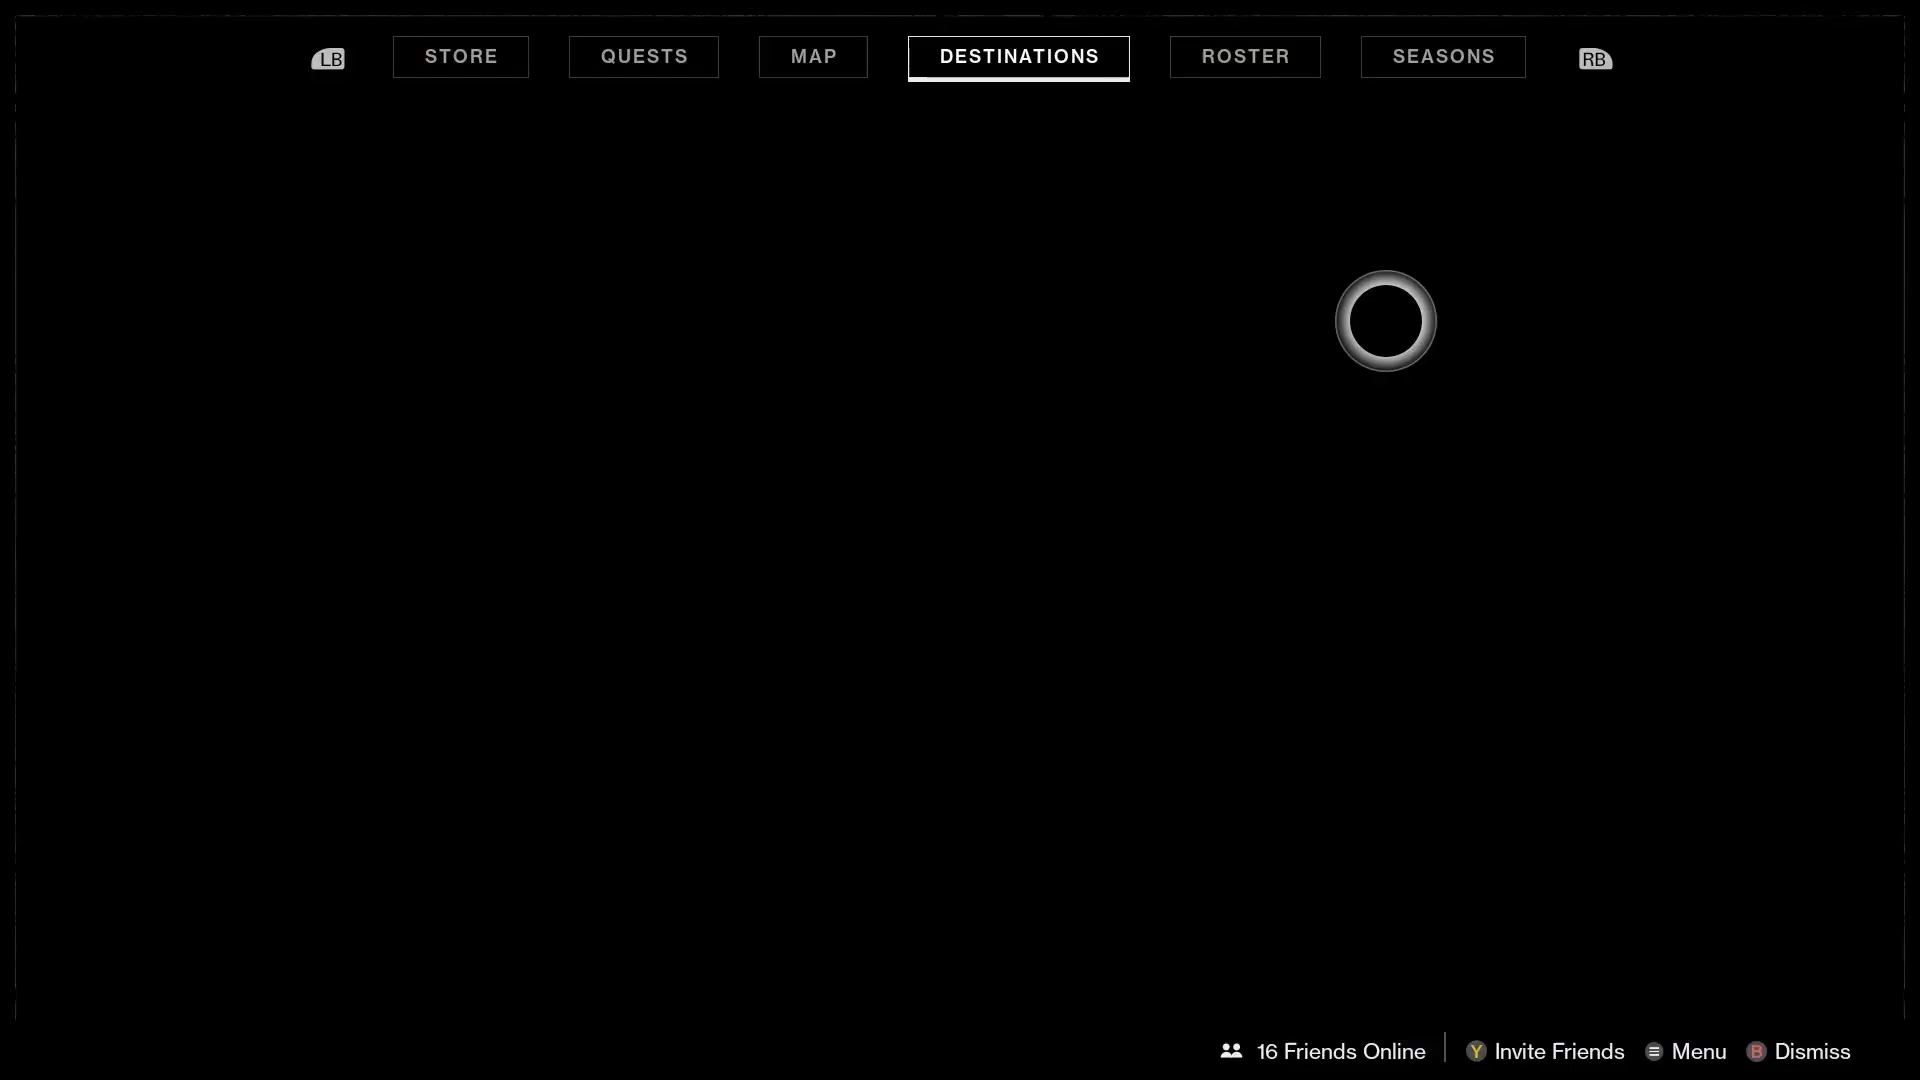 LB STORE QUESTS MAP DESTINATIONS ROSTER SEASONS RB
16 Friends Online Y Invite Friends Menu B Dismiss